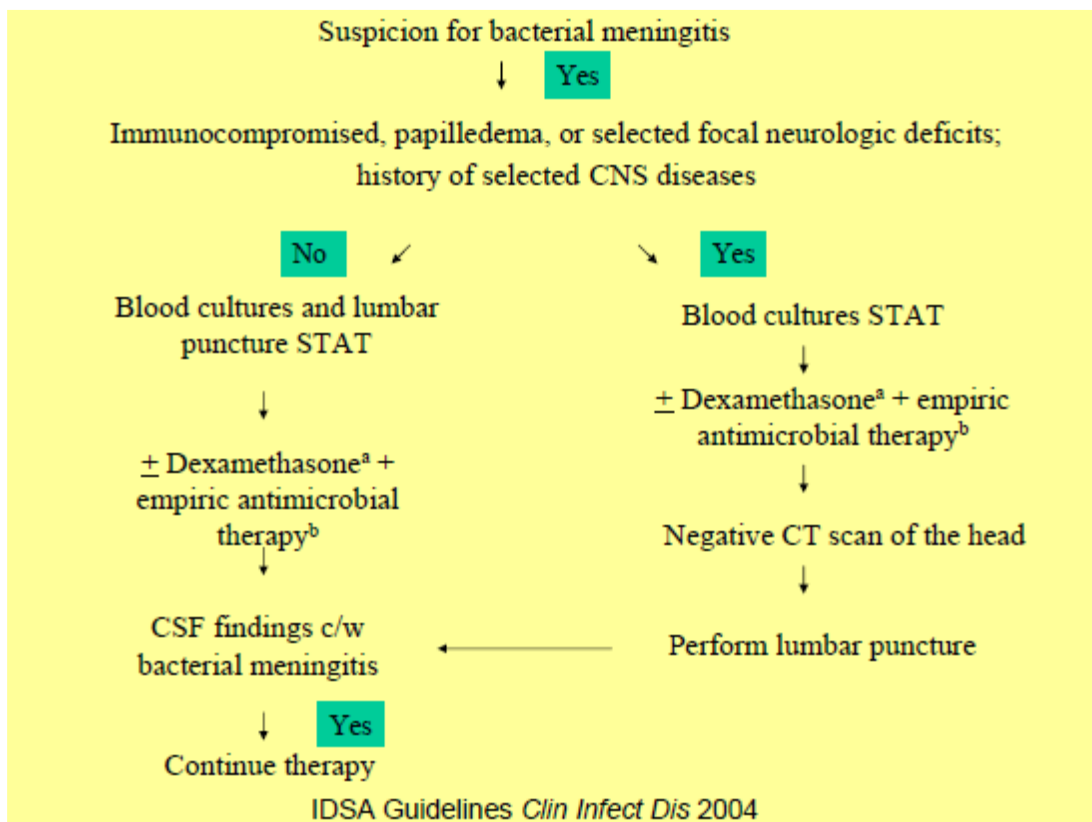 Suspicion for bacterial meningitis
Yes
Immunocompromised, papilledema, or selected focal neurologic deficits;
history of selected CNS diseases
No
Yes
Blood cultures and lumbar
puncture STAT
Blood cultures STAT
± Dexamethasoneᵃ + empiric
antimicrobial therapyᵇ
± Dexamethasoneᵃ +
empiric antimicrobial
therapyᵇ
Negative CT scan of the head
CSF findings c/w
bacterial meningitis
Perform lumbar puncture
Yes
Continue therapy
IDSA Guidelines Clin Infect Dis 2004